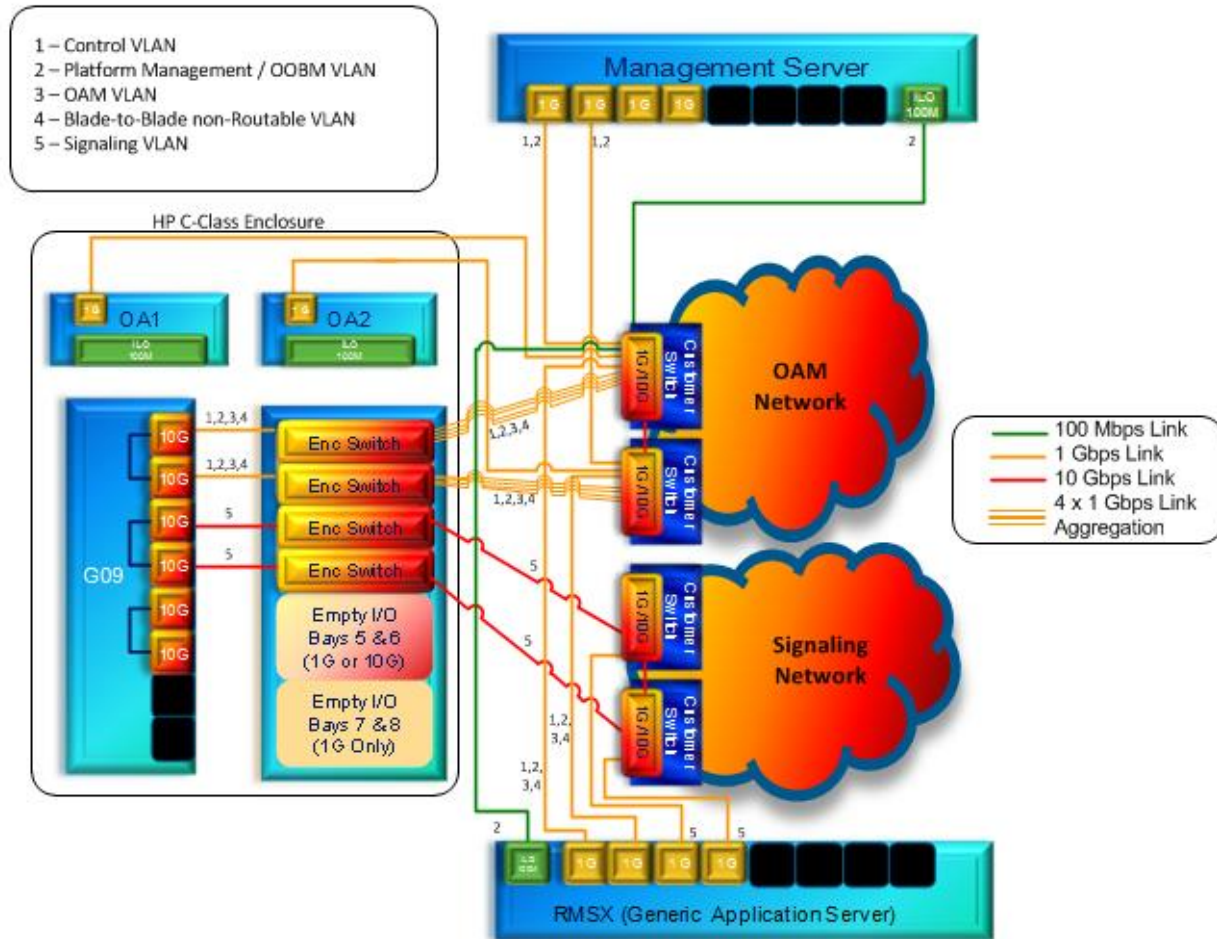 1 – Control VLAN
2 – Platform Management / OOBM VLAN
3 – OAM VLAN
4 – Blade-to-Blade non-Routable VLAN
5 – Signaling VLAN
Management Server
1G
1G
1G
1G
ILO
100M
1,2
1,2
2
HP C-Class Enclosure
1G
OA1
ILO
100M
1G
OA2
ILO
100M
G09
10G
10G
10G
10G
10G
10G
1,2,3,4
1,2,3,4
5
5
Enc Switch
Enc Switch
Enc Switch
Enc Switch
Empty I/O
Bays 5 & 6
(1G or 10G)
Empty I/O
Bays 7 & 8
(1G Only)
1,2,3,4
1,2,3,4
5
5
1G/10G
Customer
Switch
1G/10G
Customer
Switch
OAM
Network
1G/10G
Customer
Switch
1G/10G
Customer
Switch
Signaling
Network
100 Mbps Link
1 Gbps Link
10 Gbps Link
4 x 1 Gbps Link
Aggregation
1,2,
3,4
1,2,
3,4
2
5
5
ILO
100M
1G
1G
1G
1G
RMSX (Generic Application Server)